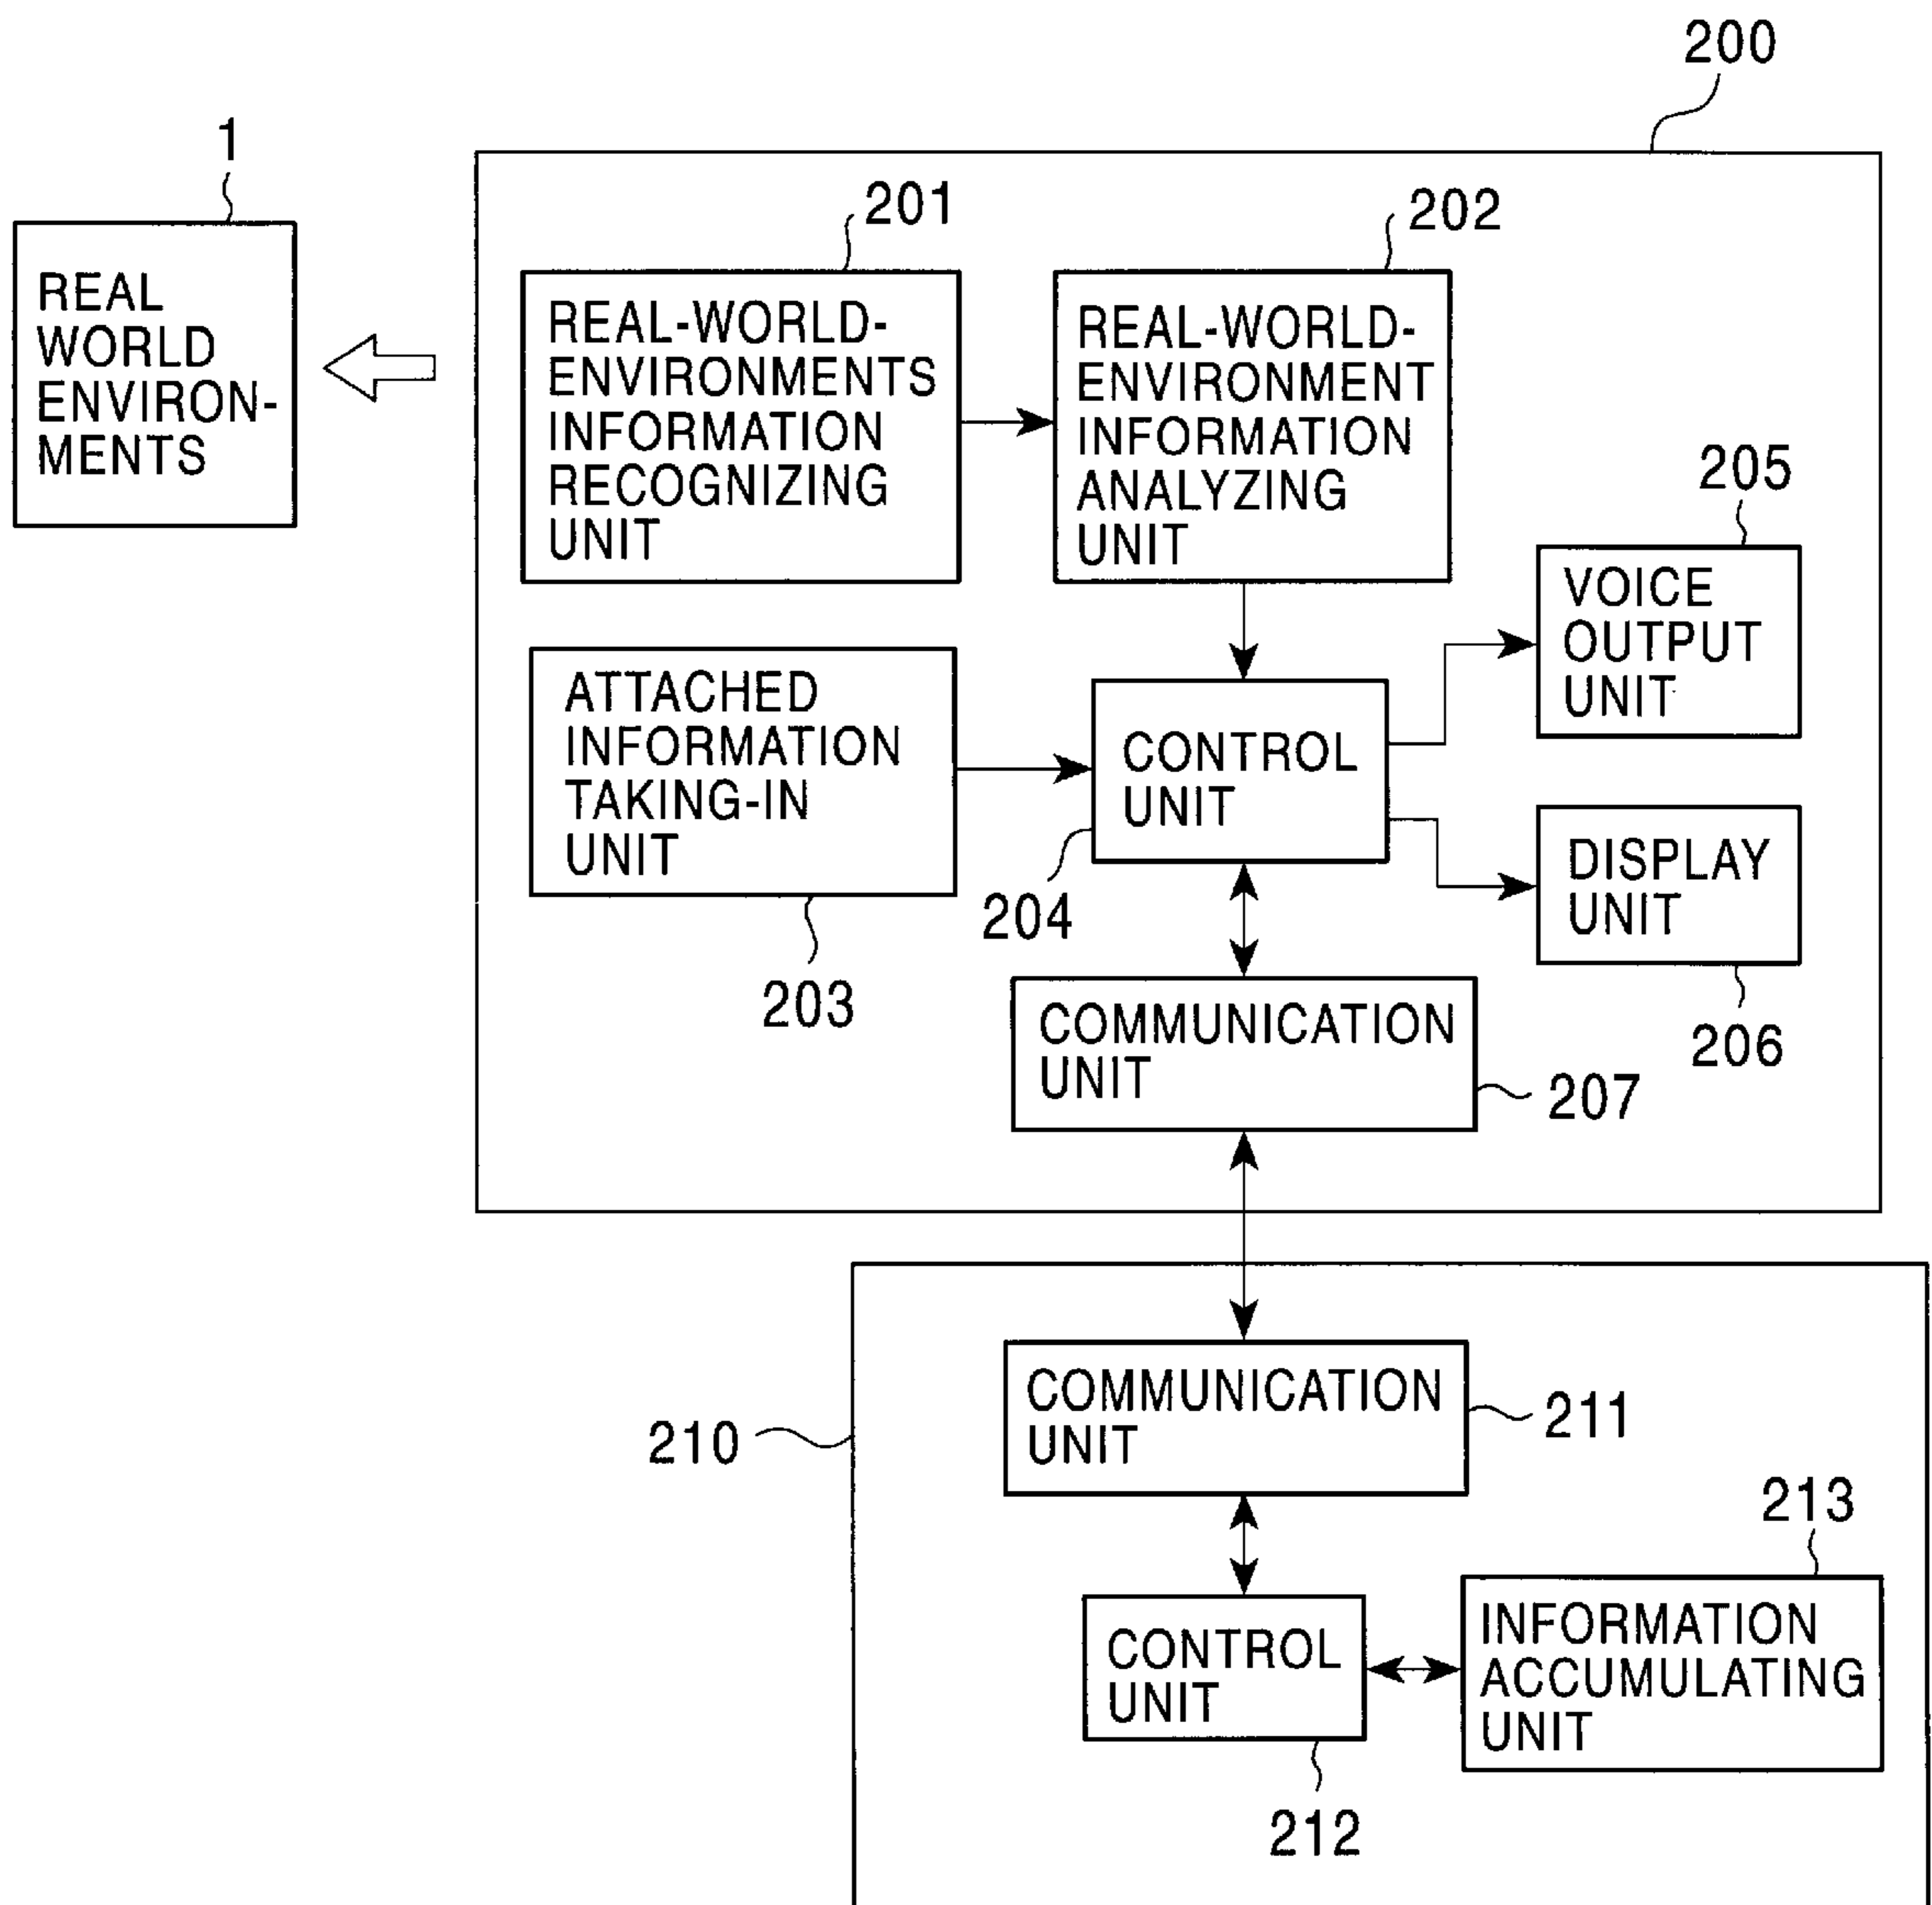 200
1
REAL
WORLD
ENVIRON-
MENTS
201
REAL-WORLD-
ENVIRONMENTS
INFORMATION
RECOGNIZING
UNIT
202
REAL-WORLD-
ENVIRONMENT
INFORMATION
ANALYZING
UNIT
205
VOICE
OUTPUT
UNIT
ATTACHED
INFORMATION
TAKING-IN
UNIT
203
CONTROL
UNIT
204
DISPLAY
UNIT
206
COMMUNICATION
UNIT
207
210
COMMUNICATION
UNIT
211
213
CONTROL
UNIT
212
INFORMATION
ACCUMULATING
UNIT